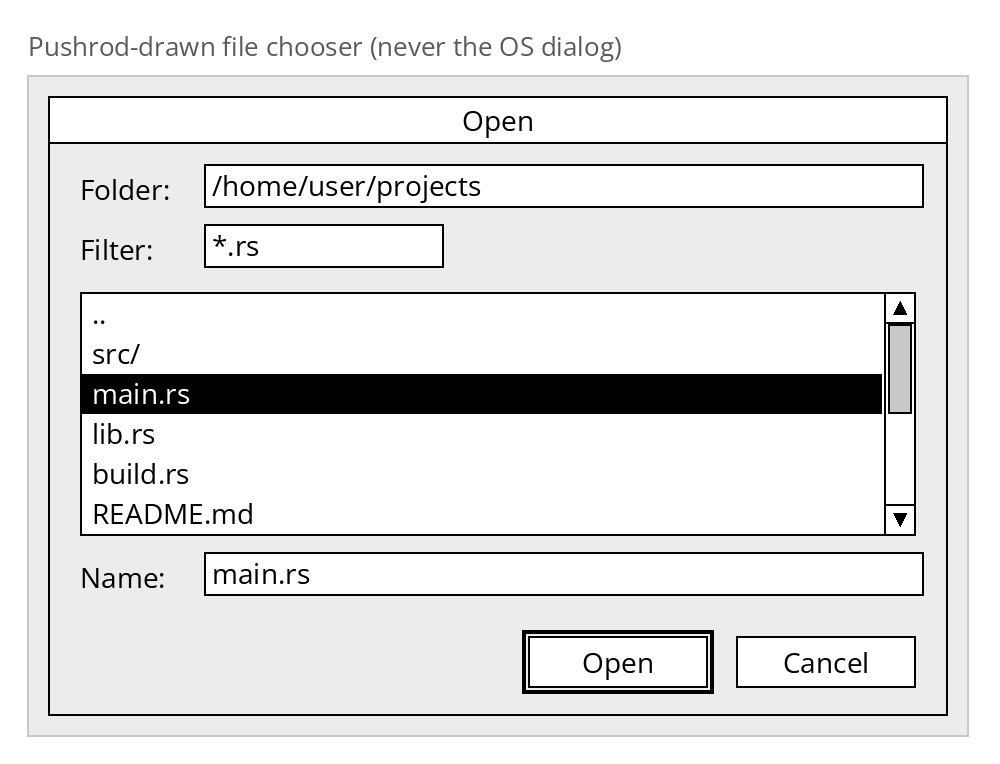 Pushrod-drawn file chooser (never the OS dialog)
Open
Folder: /home/user/projects
Filter: *.rs
..
src/
main.rs
lib.rs
build.rs
README.md
Name: main.rs
Open Cancel